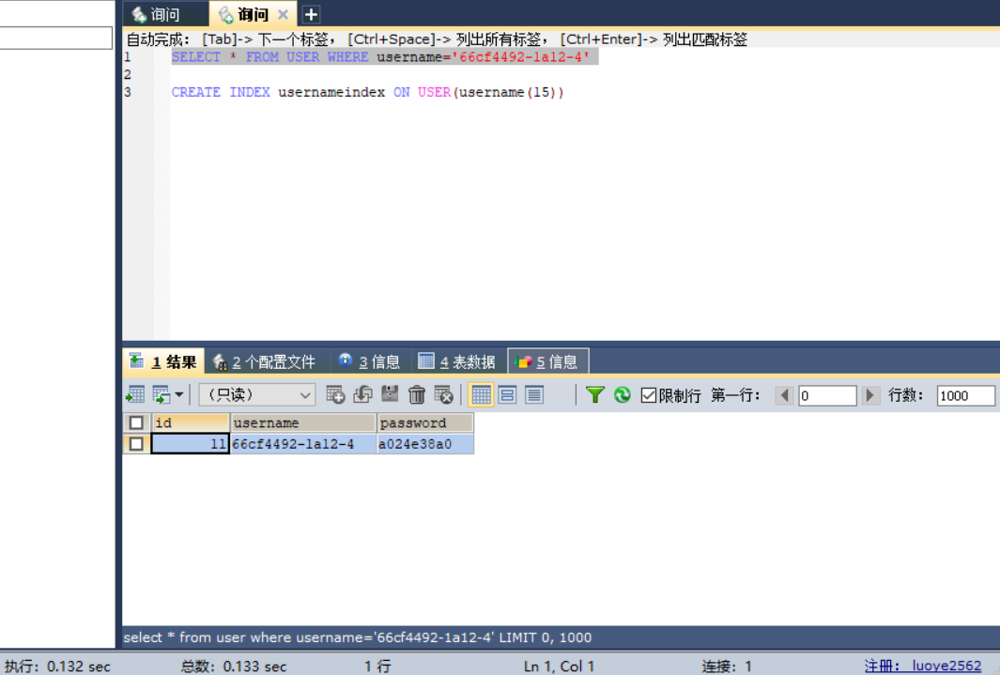 询问 询问
自动完成： [Tab]-> 下一个标签， [Ctrl+Space]-> 列出所有标签， [Ctrl+Enter]-> 列出匹配标签
1 SELECT * FROM USER WHERE username='66cf4492-1a12-4'
2
3 CREATE INDEX usernameindex ON USER(username(15))
1 结果 2 个配置文件 3 信息 4 表数据 5 信息
（只读） 限制行 第一行： 0 行数： 1000
id username password
11 66cf4492-1a12-4 a024e38a0
select * from user where username='66cf4492-1a12-4' LIMIT 0, 1000
执行：0.132 sec 总数：0.133 sec 1 行 Ln 1, Col 1 连接：1 注册： luoye2562